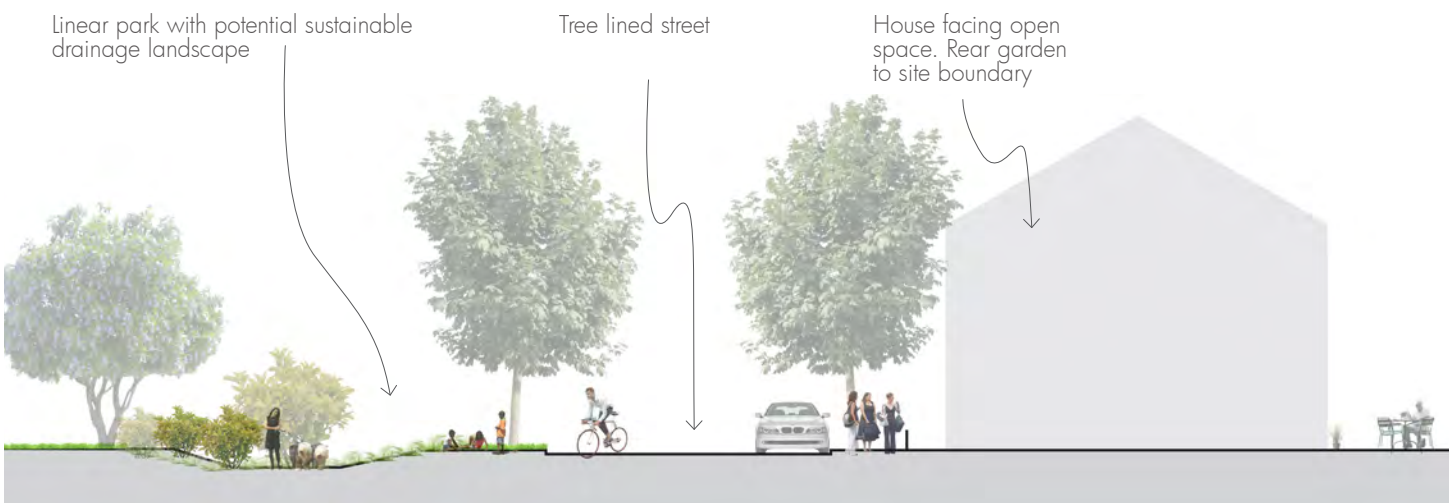 Linear park with potential sustainable
drainage landscape
Tree lined street
House facing open
space. Rear garden
to site boundary